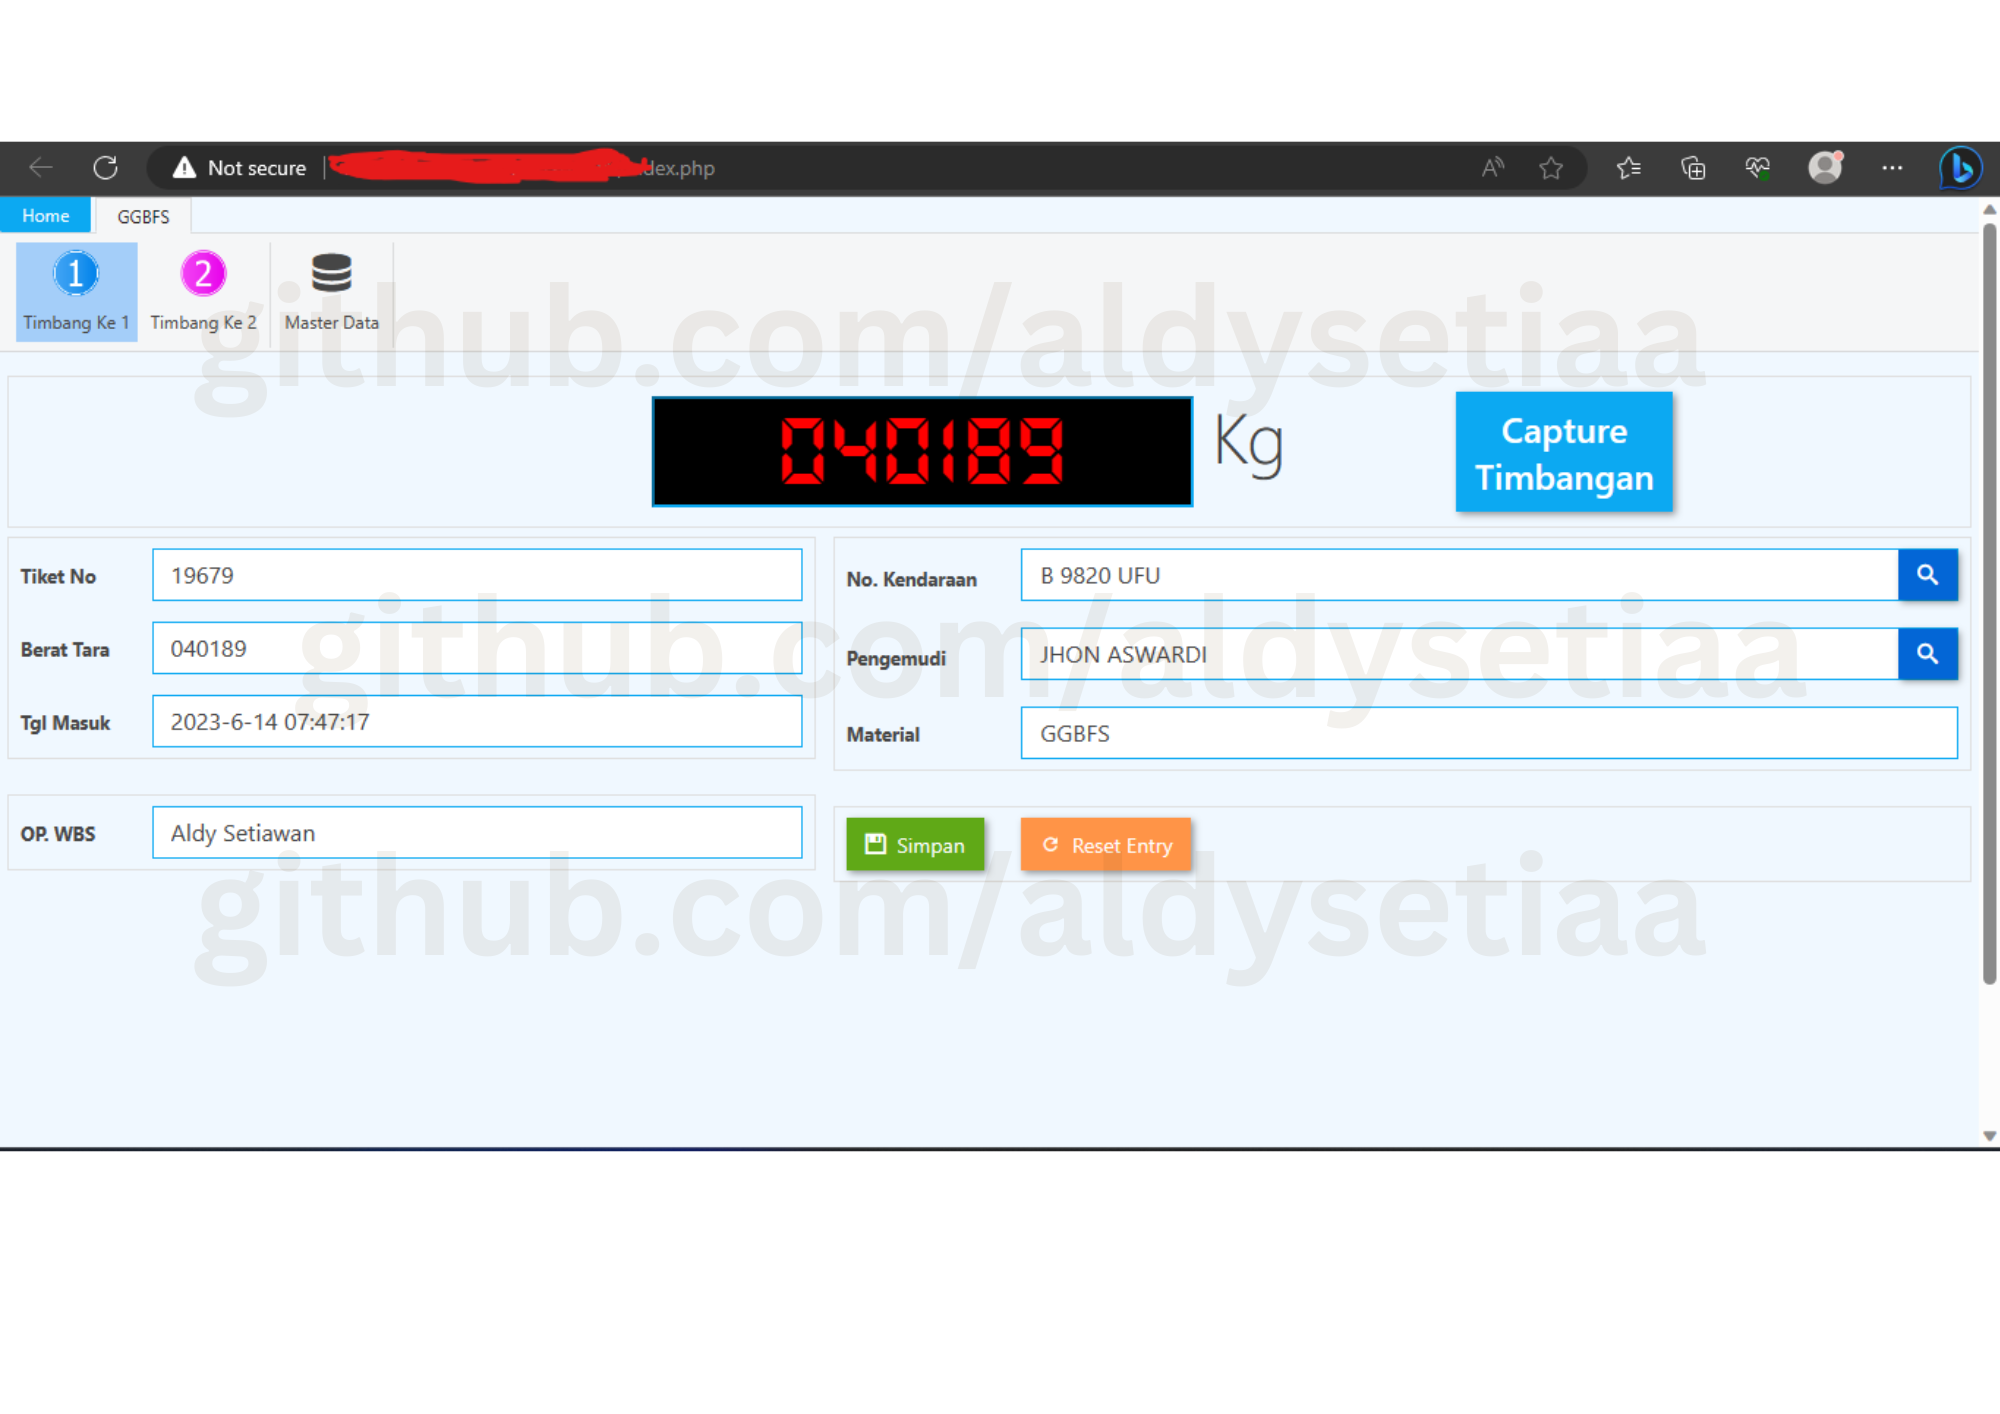 Not secure
dex.php
Home
GGBFS
1
2
Timbang Ke 1
Timbang Ke 2
Master Data
github.com/aldysetiaa
040189
Kg
Capture
Timbangan
Tiket No
19679
No. Kendaraan
B 9820 UFU
Berat Tara
040189
Pengemudi
JHON ASWARDI
github.com/aldysetiaa
Tgl Masuk
2023-6-14 07:47:17
Material
GGBFS
OP. WBS
Aldy Setiawan
Simpan
Reset Entry
github.com/aldysetiaa